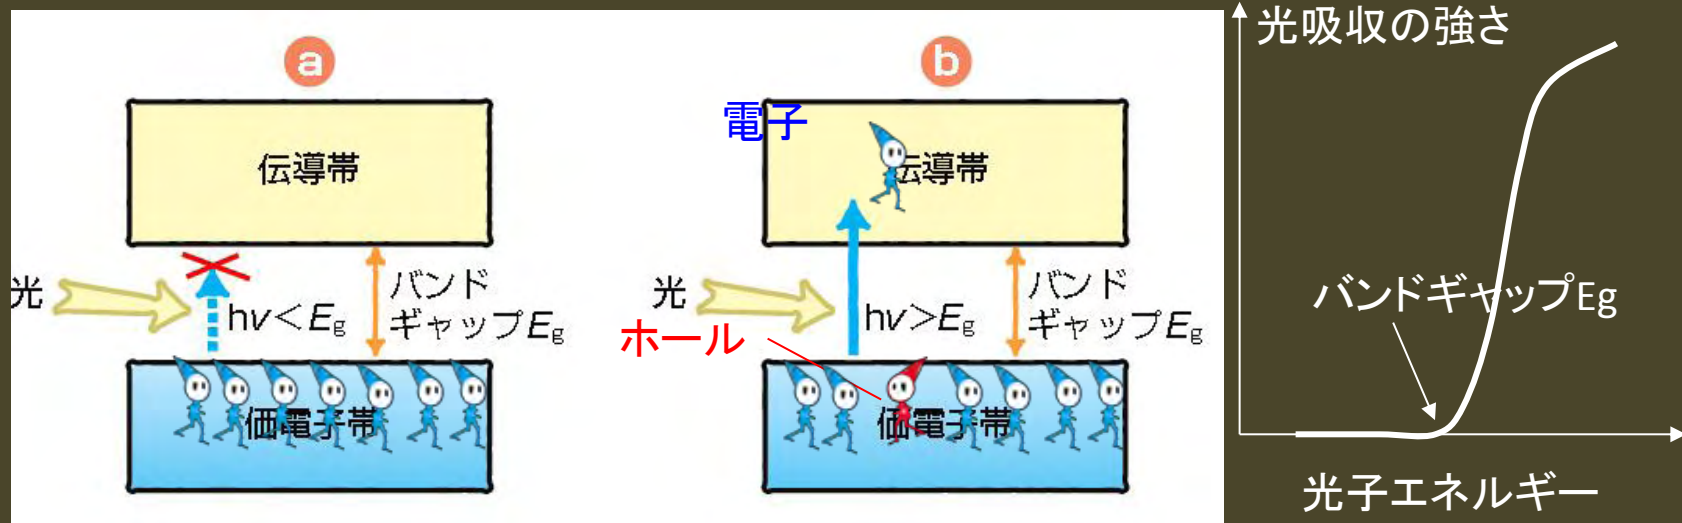 a
伝導帯
光
hν<Eg
バンド
ギャップEg
価電子帯
b
電子
伝導帯
光
hν>Eg
バンド
ギャップEg
ホール
価電子帯
光吸収の強さ
バンドギャップEg
光子エネルギー